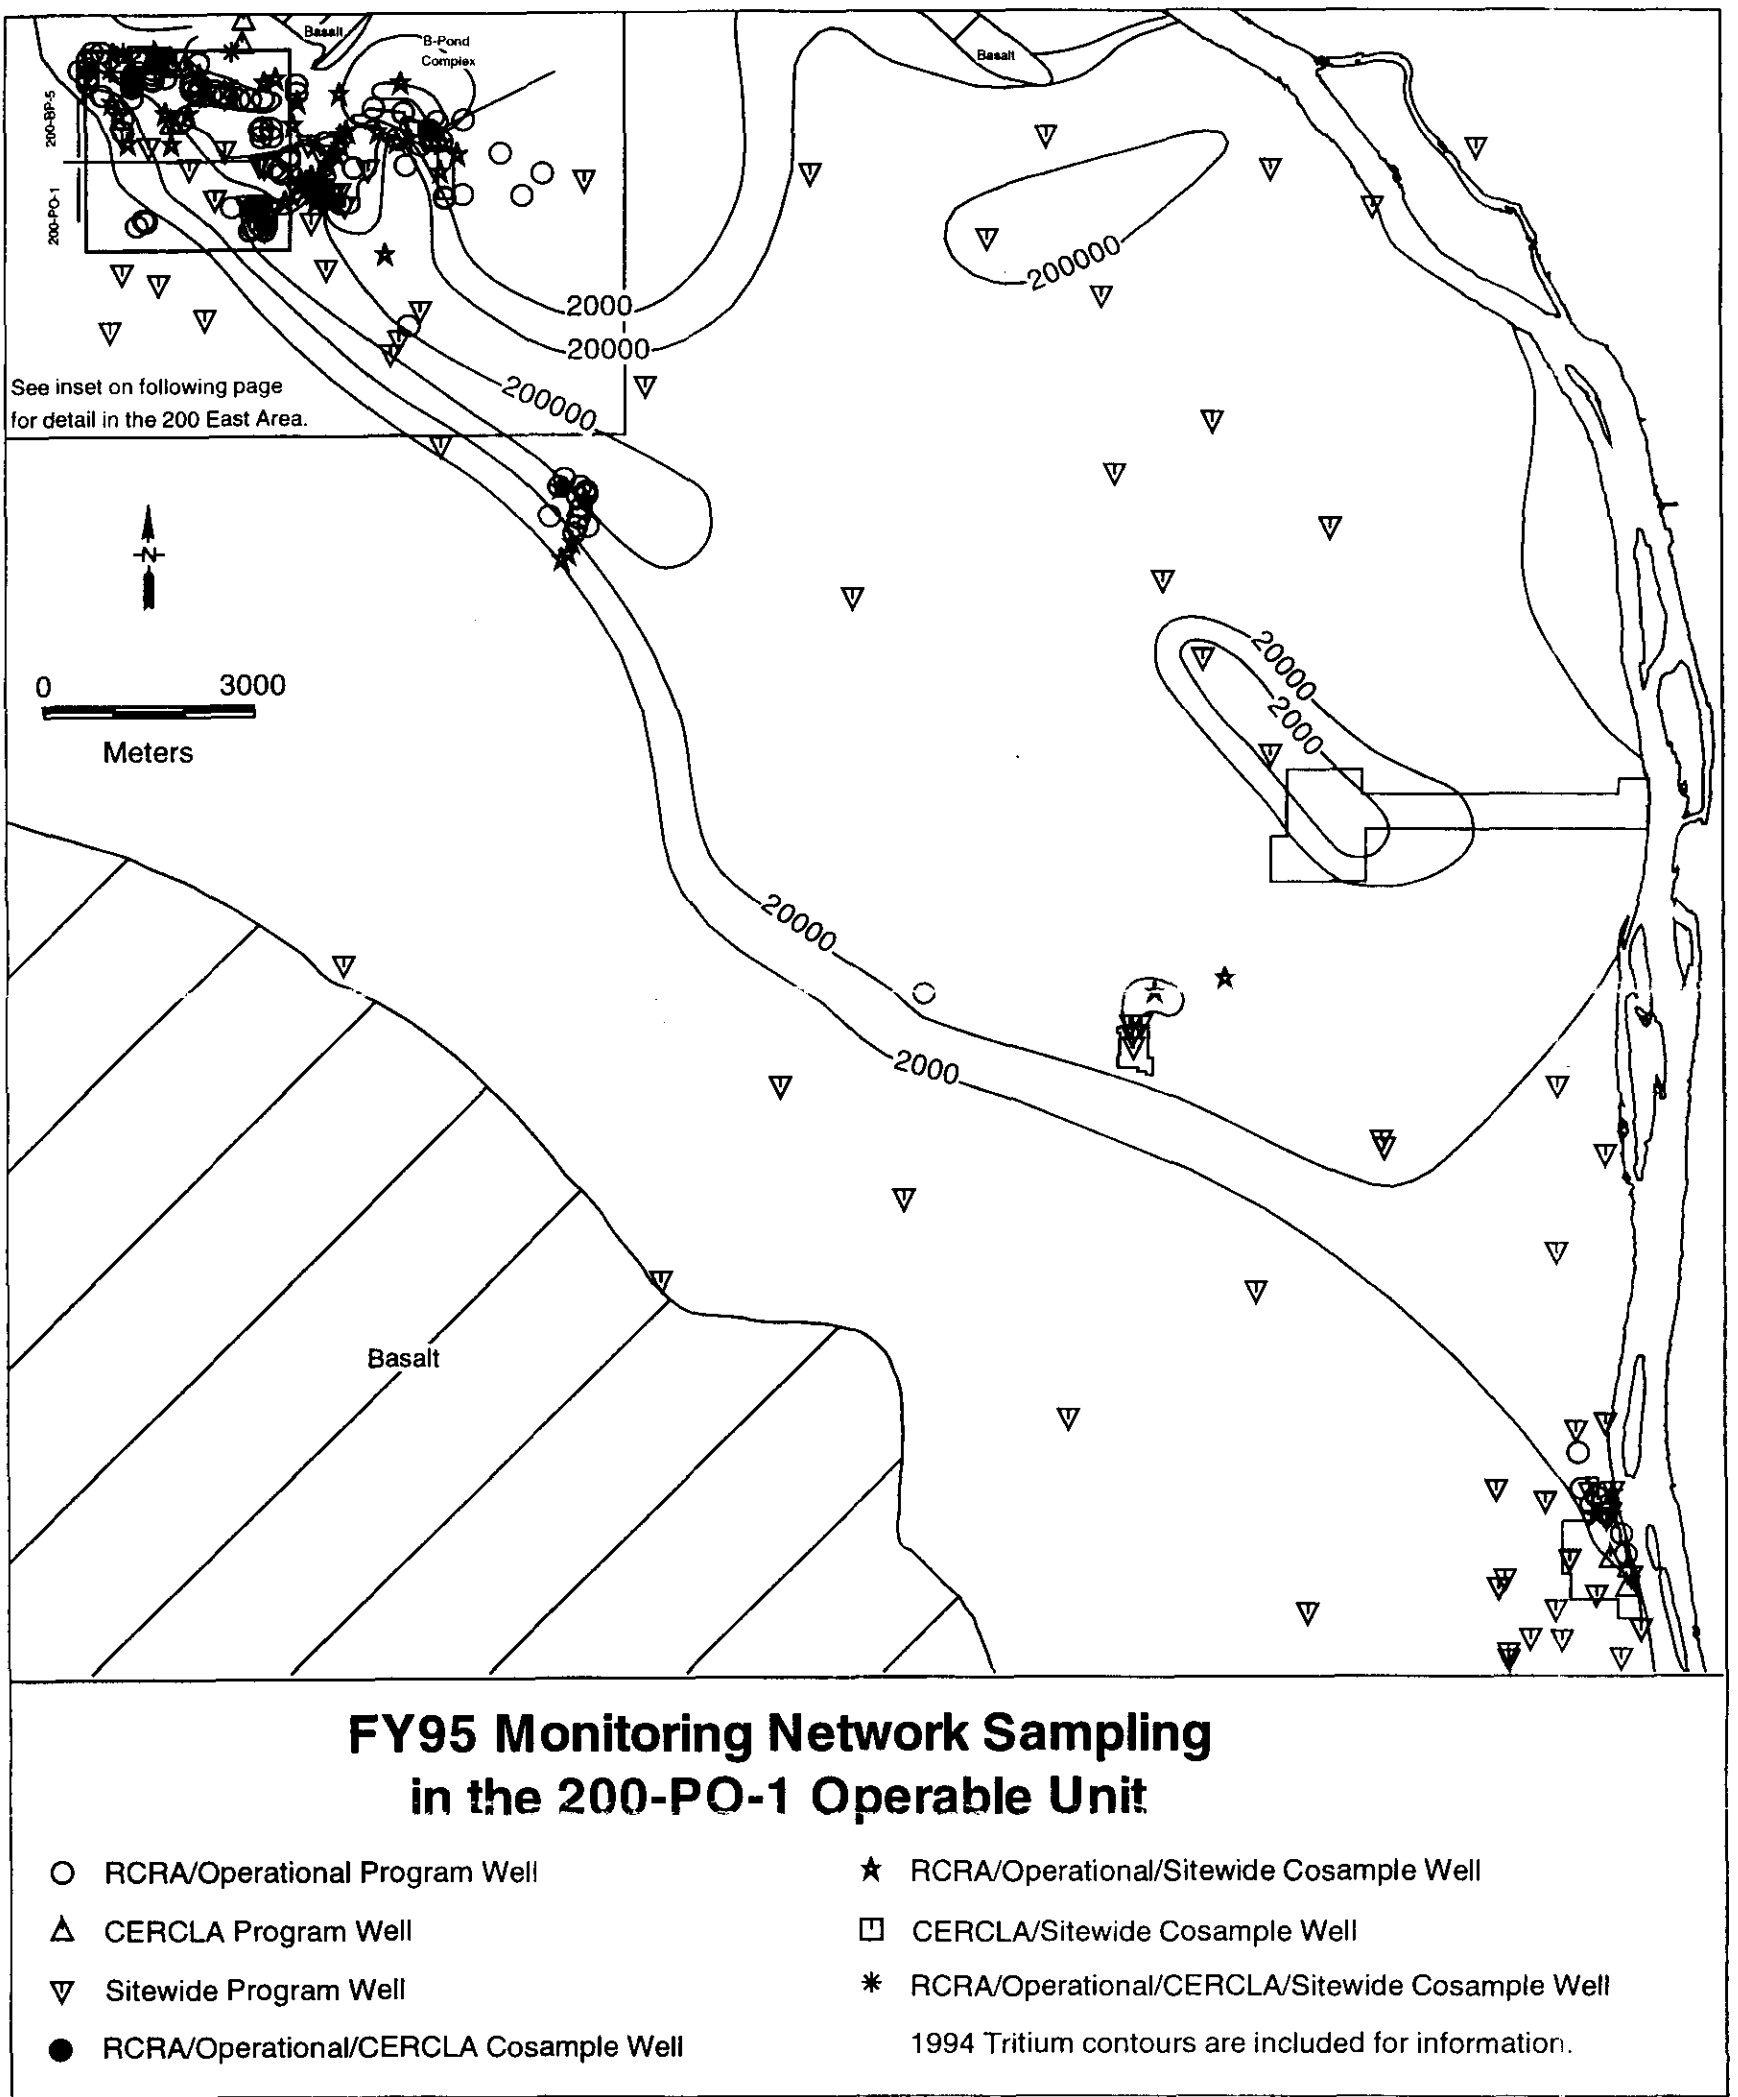 Basalt
B-Pond
Complex
Basalt
200-BP-5
200-PO-1
200000
2000
20000
200000
See inset on following page
for detail in the 200 East Area.
N
0 3000
Meters
20000
2000
20000
2000
Basalt
FY95 Monitoring Network Sampling
in the 200-PO-1 Operable Unit
RCRA/Operational Program Well
CERCLA Program Well
Sitewide Program Well
RCRA/Operational/CERCLA Cosample Well
RCRA/Operational/Sitewide Cosample Well
CERCLA/Sitewide Cosample Well
RCRA/Operational/CERCLA/Sitewide Cosample Well
1994 Tritium contours are included for information.